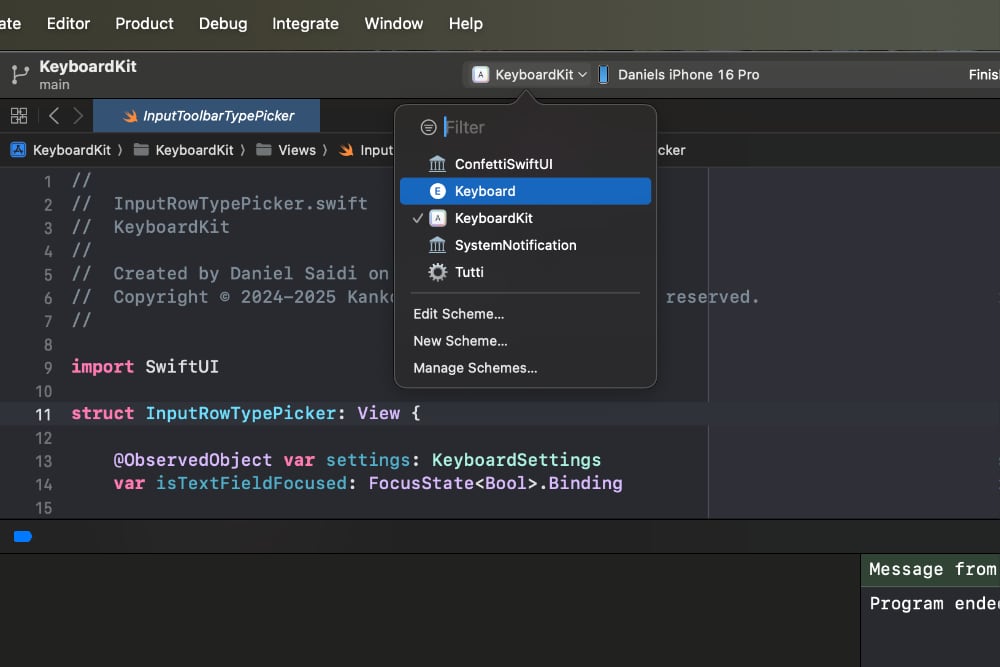 ate Editor Product Debug Integrate Window Help
KeyboardKit
main
KeyboardKit Daniels iPhone 16 Pro
Finis
InputToolbarTypePicker
KeyboardKit 〉 KeyboardKit 〉 Views 〉 Input
cker
Filter
ConfettiSwiftUI
E Keyboard
✓ A KeyboardKit
SystemNotification
Tutti
Edit Scheme...
New Scheme...
Manage Schemes...
1 //
2 // InputRowTypePicker.swift
3 // KeyboardKit
4 //
5 // Created by Daniel Saidi on
6 // Copyright © 2024-2025 Kank reserved.
7 //
8
9 import SwiftUI
10
11 struct InputRowTypePicker: View {
12
13 @ObservedObject var settings: KeyboardSettings
14 var isTextFieldFocused: FocusState<Bool>.Binding
15
Message from
Program ende